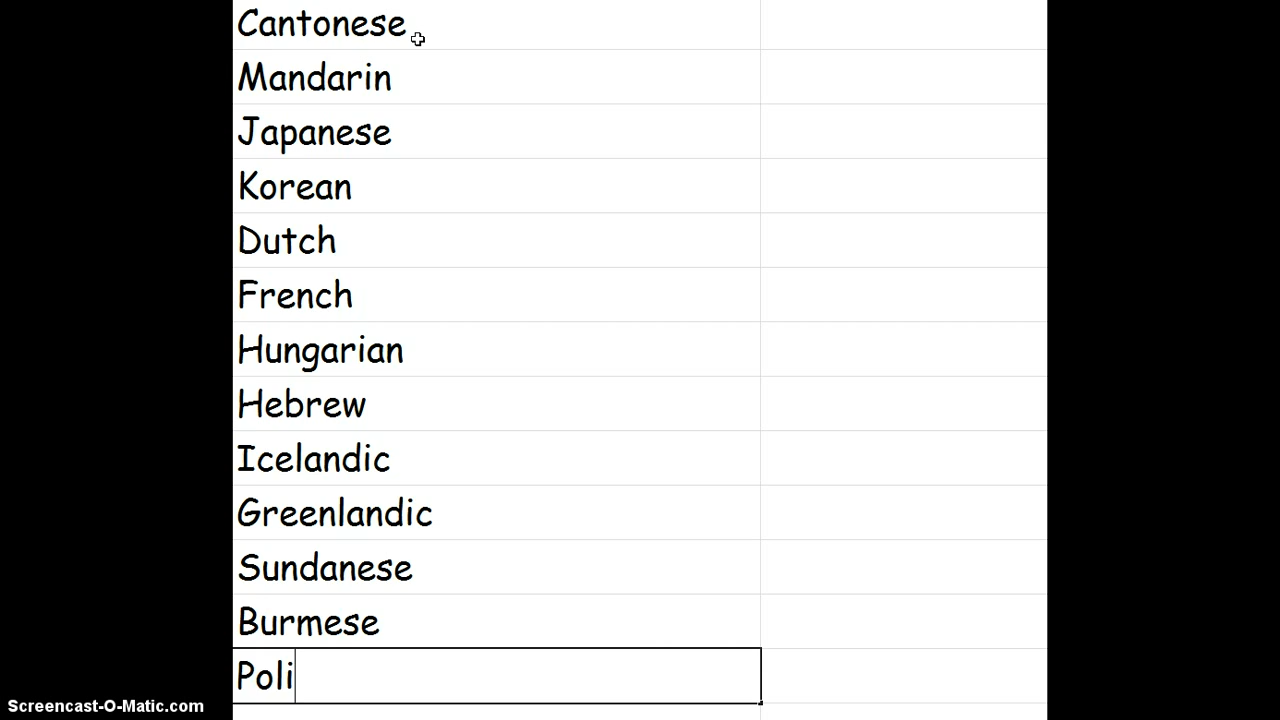 Cantonese
Mandarin
Japanese
Korean
Dutch
French
Hungarian
Hebrew
Icelandic
Greenlandic
Sundanese
Burmese
Poli
Screencast-O-Matic.com